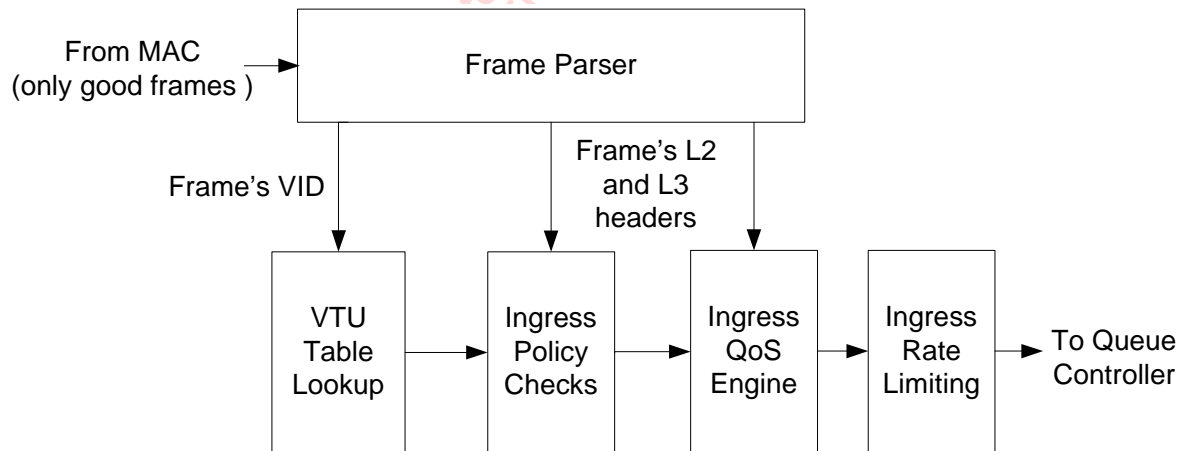 From MAC
(only good frames )
Frame Parser
Frame's VID
Frame's L2
and L3
headers
VTU
Table
Lookup
Ingress
Policy
Checks
Ingress
QoS
Engine
Ingress
Rate
Limiting
To Queue
Controller